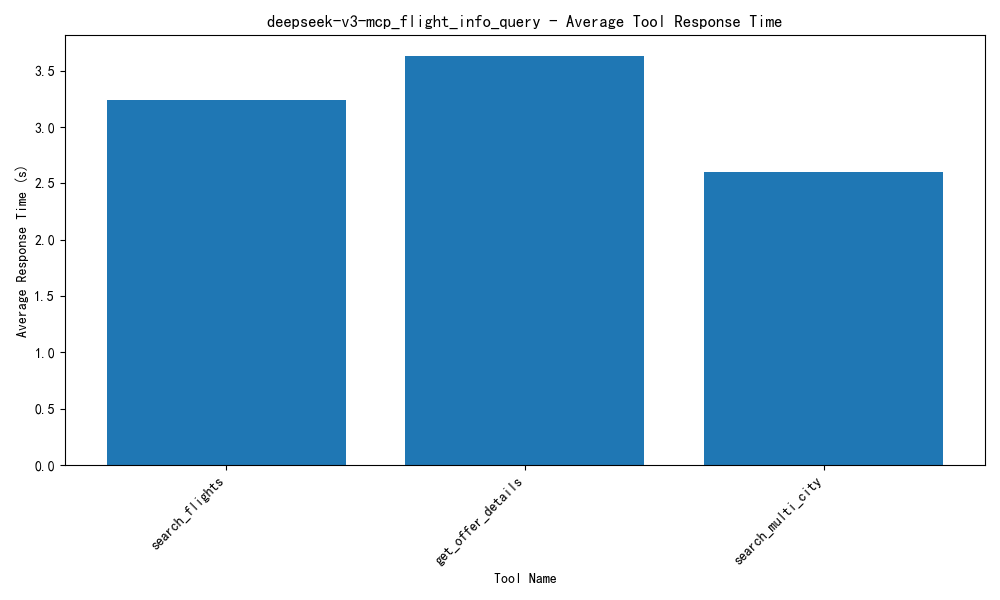 deepseek-v3-mcp_flight_info_query - Average Tool Response Time
Average Response Time (s)
3.5
3.0
2.5
2.0
1.5
1.0
0.5
0.0
search_flights
get_offer_details
search_multi_city
Tool Name